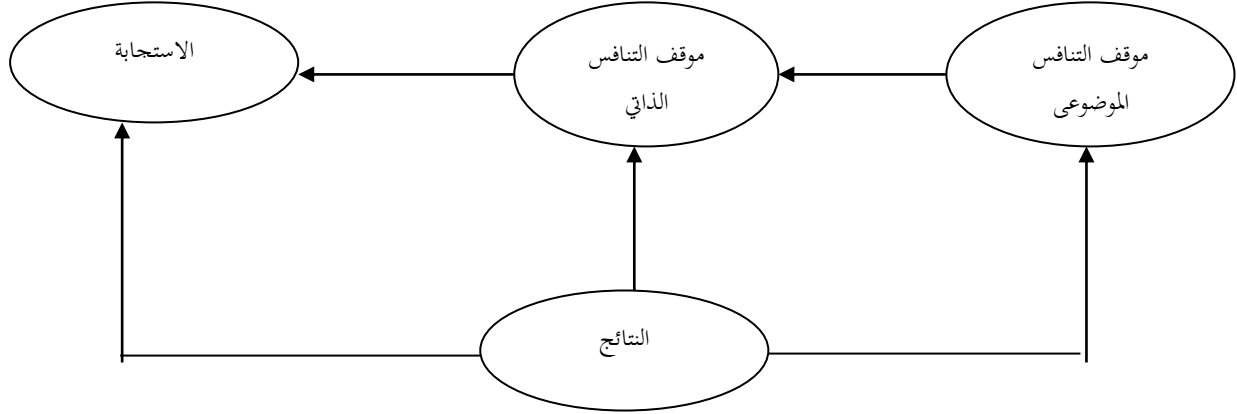 موقف التنافس
الموضوعى
موقف التنافس
الذاتي
الاستجابة
النتائج